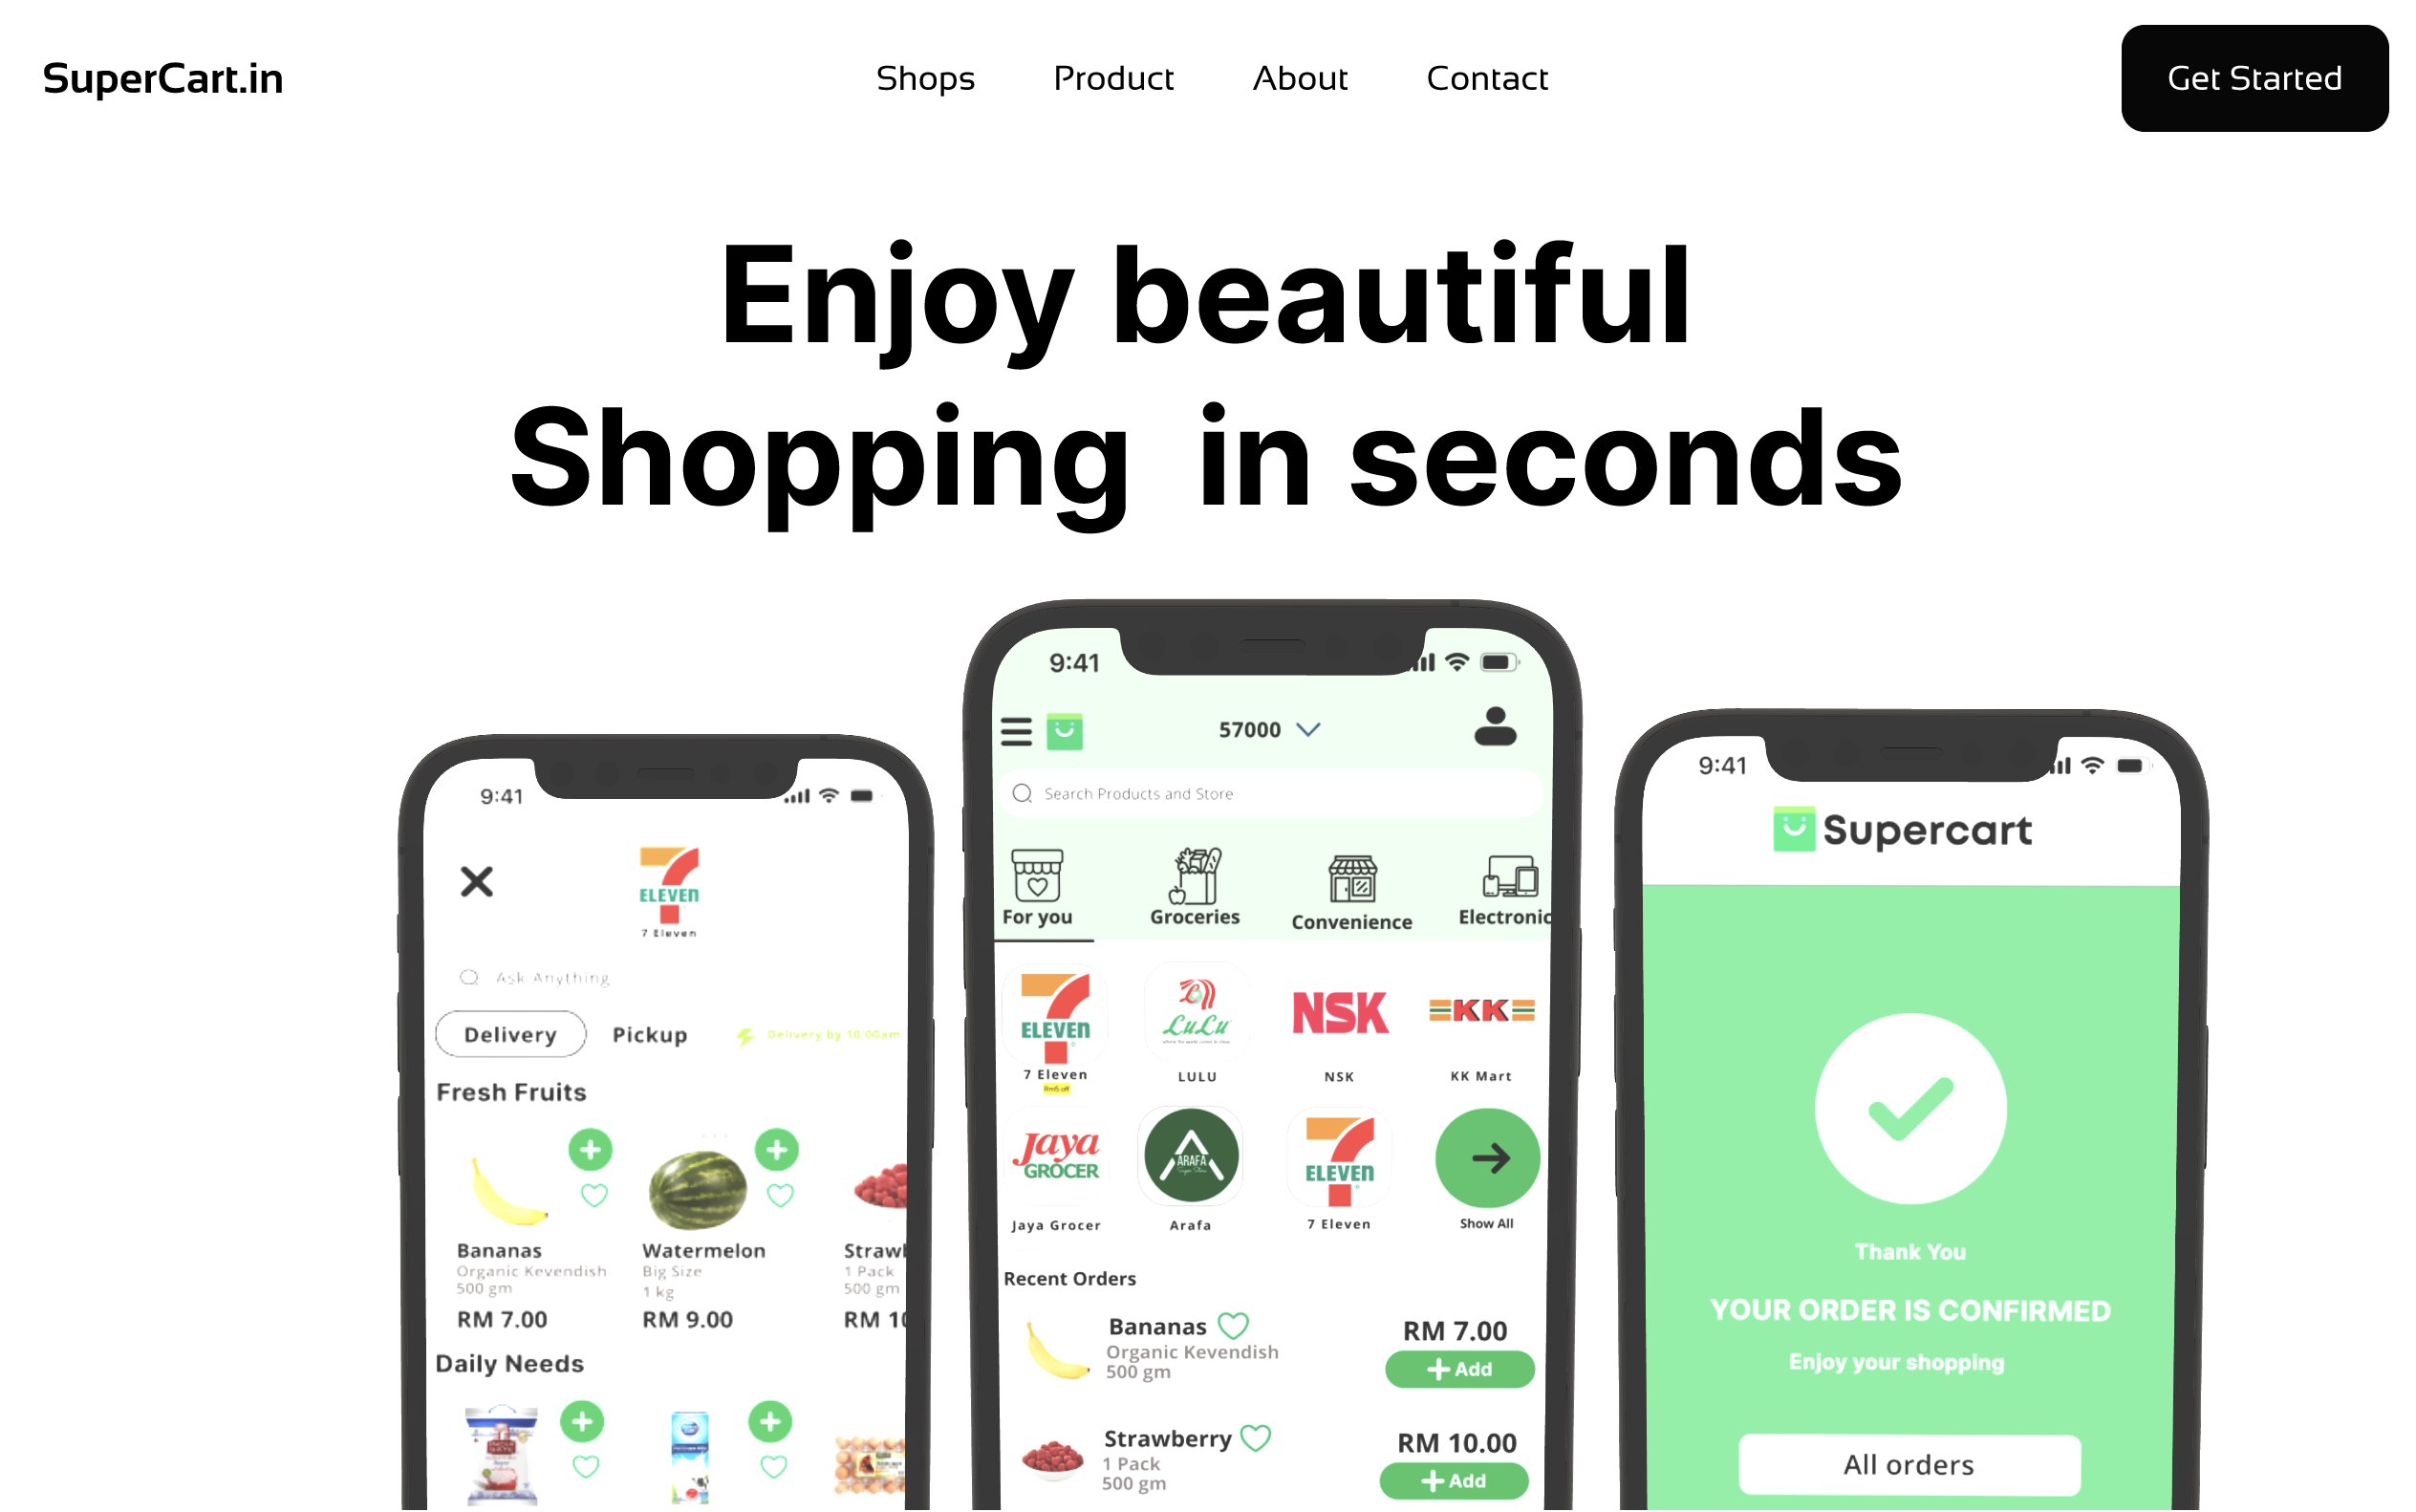 SuperCart.in
Shops
Product
About
Contact
Get Started
Enjoy beautiful
Shopping in seconds
9:41
7
ELEVEN
7 Eleven
Ask Anything
Delivery
Pickup
Delivery by 10:00am
Fresh Fruits
Bananas
Organic Kevendish
500 gm
RM 7.00
Watermelon
Big Size
1 kg
RM 9.00
Strawb
1 Pack
500 gm
RM 10
Daily Needs
9:41
57000
Search Products and Store
For you
Groceries
Convenience
Electronic
7
ELEVEN
7 Eleven
Rm5 off
LuLu
LULU
NSK
NSK
KK
KK Mart
Jaya
GROCER
Jaya Grocer
ARAFA
Arafa
7
ELEVEN
7 Eleven
Show All
Recent Orders
Bananas
Organic Kevendish
500 gm
RM 7.00
Add
Strawberry
1 Pack
500 gm
RM 10.00
Add
9:41
Supercart
Thank You
YOUR ORDER IS CONFIRMED
Enjoy your shopping
All orders